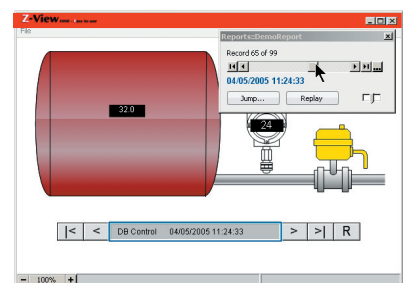 Z-View
File
Reports::DemoReport
Record 65 of 99
04/05/2005 11:24:33
Jump... Replay
32.0
24
|< < DB Control 04/05/2005 11:24:33 > >| R
100%